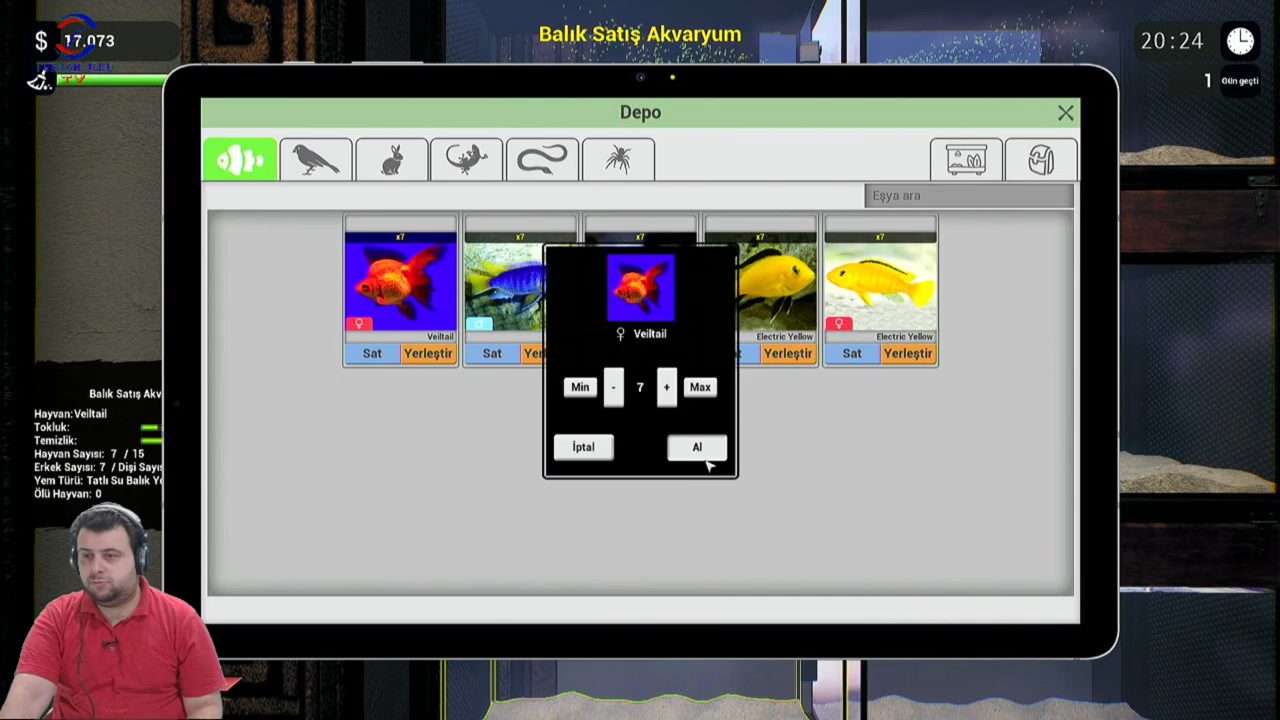 $ 17.073
TV
Balık Satış Akvaryum
20:24
1 Gün geçti
Depo
Eşya ara
x7
x7
x7
x7
x7
Veiltail
Electric Yellow
Electric Yellow
Sat Yerleştir
Sat
Yerleştir
Sat Yerleştir
♀ Veiltail
Min - 7 + Max
İptal Al
Balık Satış Akv
Hayvan:Veiltail
Tokluk:
Temizlik:
Hayvan Sayısı: 7 / 15
Erkek Sayısı: 7 / Dişi Sayı
Yem Türü: Tatlı Su Balık Y
Ölü Hayvan: 0